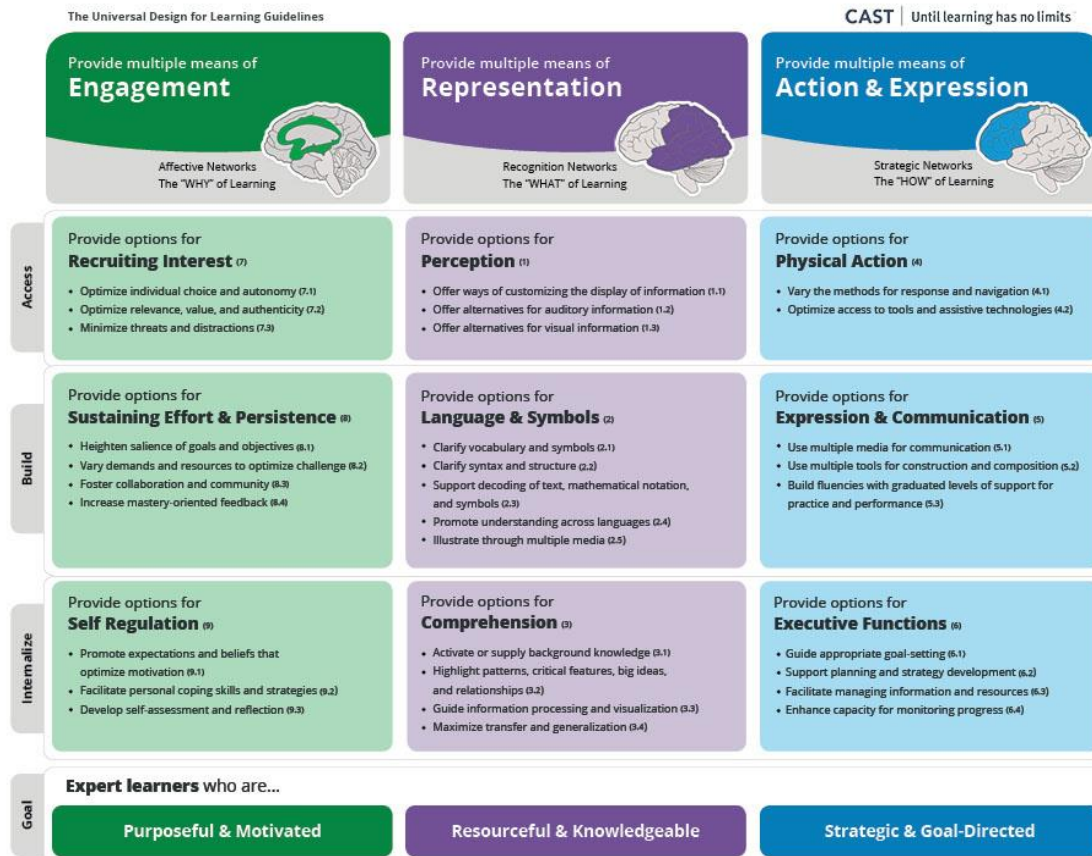 The Universal Design for Learning Guidelines
CAST | Until learning has no limits
Provide multiple means of
Engagement
Affective Networks
The "WHY" of Learning
Provide multiple means of
Representation
Recognition Networks
The "WHAT" of Learning
Provide multiple means of
Action & Expression
Strategic Networks
The "HOW" of Learning
Access
Provide options for
Recruiting Interest (7)
• Optimize individual choice and autonomy (7.1)
• Optimize relevance, value, and authenticity (7.2)
• Minimize threats and distractions (7.3)
Provide options for
Perception (1)
• Offer ways of customizing the display of information (1.1)
• Offer alternatives for auditory information (1.2)
• Offer alternatives for visual information (1.3)
Provide options for
Physical Action (4)
• Vary the methods for response and navigation (4.1)
• Optimize access to tools and assistive technologies (4.2)
Build
Provide options for
Sustaining Effort & Persistence (8)
• Heighten salience of goals and objectives (8.1)
• Vary demands and resources to optimize challenge (8.2)
• Foster collaboration and community (8.3)
• Increase mastery-oriented feedback (8.4)
Provide options for
Language & Symbols (2)
• Clarify vocabulary and symbols (2.1)
• Clarify syntax and structure (2.2)
• Support decoding of text, mathematical notation,
and symbols (2.3)
• Promote understanding across languages (2.4)
• Illustrate through multiple media (2.5)
Provide options for
Expression & Communication (5)
• Use multiple media for communication (5.1)
• Use multiple tools for construction and composition (5.2)
• Build fluencies with graduated levels of support for
practice and performance (5.3)
Internalize
Provide options for
Self Regulation (9)
• Promote expectations and beliefs that
optimize motivation (9.1)
• Facilitate personal coping skills and strategies (9.2)
• Develop self-assessment and reflection (9.3)
Provide options for
Comprehension (3)
• Activate or supply background knowledge (3.1)
• Highlight patterns, critical features, big ideas,
and relationships (3.2)
• Guide information processing and visualization (3.3)
• Maximize transfer and generalization (3.4)
Provide options for
Executive Functions (6)
• Guide appropriate goal-setting (6.1)
• Support planning and strategy development (6.2)
• Facilitate managing information and resources (6.3)
• Enhance capacity for monitoring progress (6.4)
Goal
Expert learners who are...
Purposeful & Motivated
Resourceful & Knowledgeable
Strategic & Goal-Directed